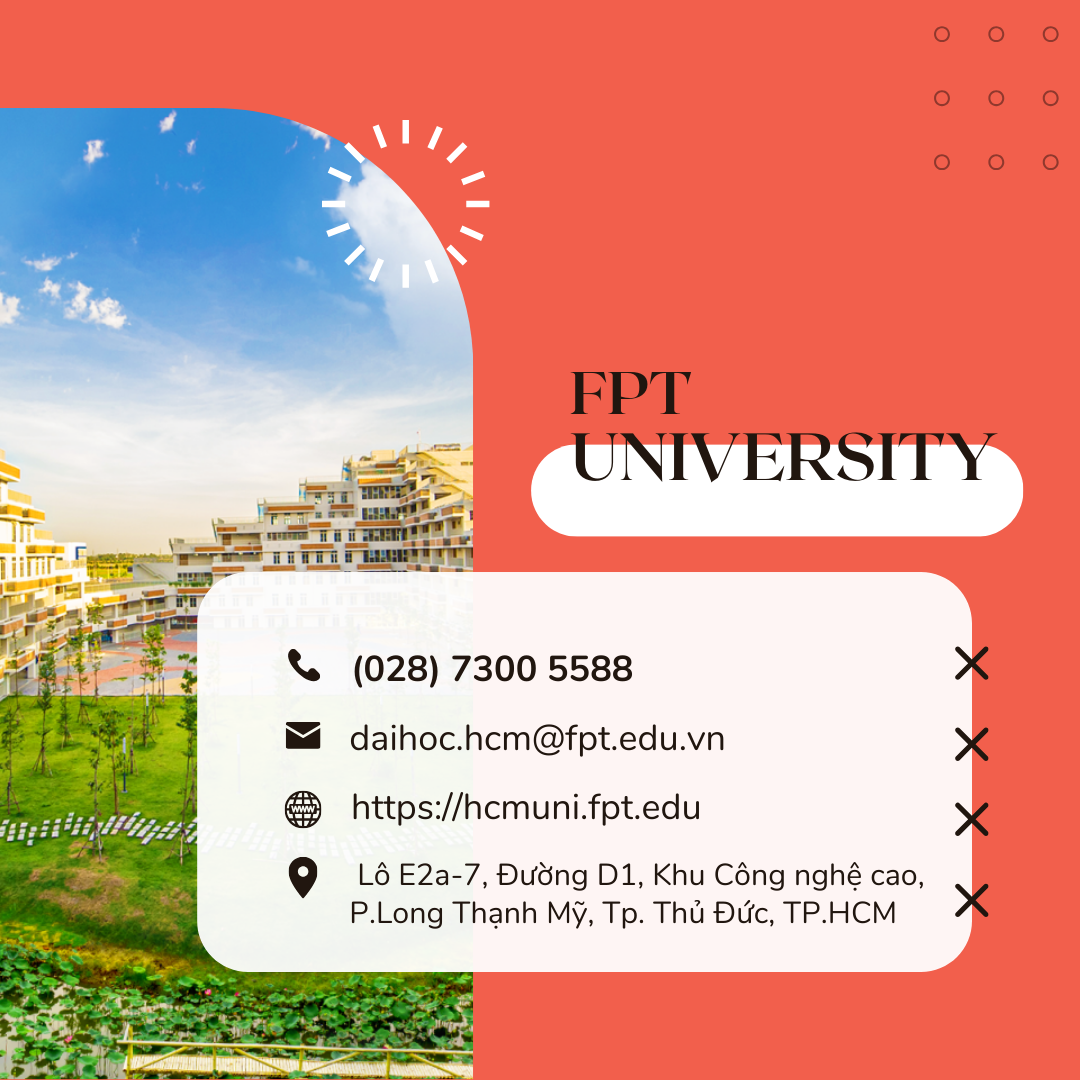 FPT
UNIVERSITY
(028) 7300 5588
daihoc.hcm@fpt.edu.vn
https://hcmuni.fpt.edu
Lô E2a-7, Đường D1, Khu Công nghệ cao,
P.Long Thạnh Mỹ, Tp. Thủ Đức, TP.HCM